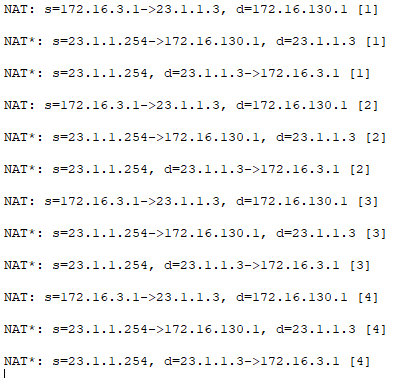 NAT: s=172.16.3.1->23.1.1.3, d=172.16.130.1 [1]
NAT*: s=23.1.1.254->172.16.130.1, d=23.1.1.3 [1]
NAT*: s=23.1.1.254, d=23.1.1.3->172.16.3.1 [1]
NAT: s=172.16.3.1->23.1.1.3, d=172.16.130.1 [2]
NAT*: s=23.1.1.254->172.16.130.1, d=23.1.1.3 [2]
NAT*: s=23.1.1.254, d=23.1.1.3->172.16.3.1 [2]
NAT: s=172.16.3.1->23.1.1.3, d=172.16.130.1 [3]
NAT*: s=23.1.1.254->172.16.130.1, d=23.1.1.3 [3]
NAT*: s=23.1.1.254, d=23.1.1.3->172.16.3.1 [3]
NAT: s=172.16.3.1->23.1.1.3, d=172.16.130.1 [4]
NAT*: s=23.1.1.254->172.16.130.1, d=23.1.1.3 [4]
NAT*: s=23.1.1.254, d=23.1.1.3->172.16.3.1 [4]